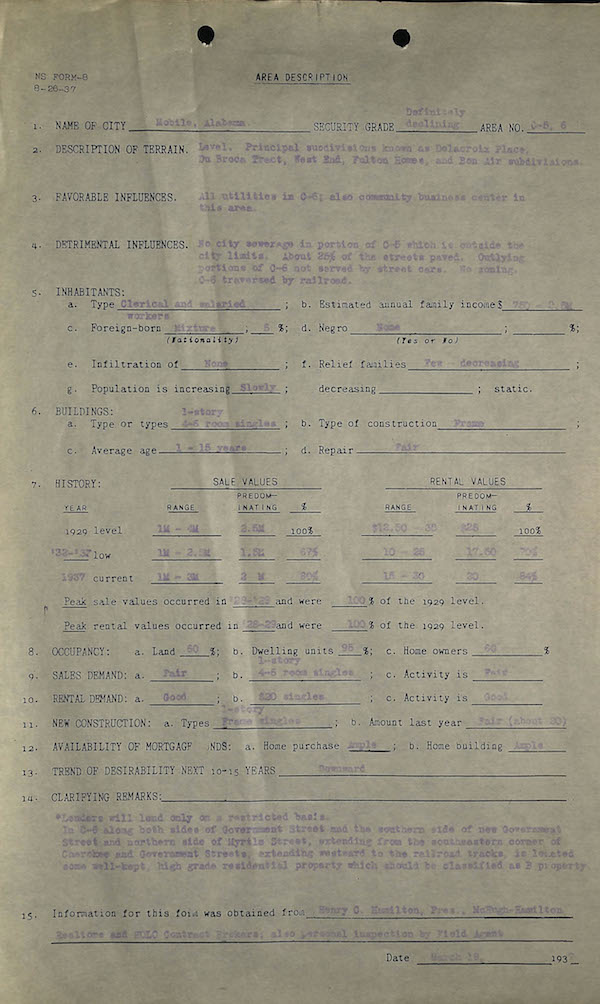 NS FORM-8
8-26-37
AREA DESCRIPTION
1. NAME OF CITY Mobile, Alabama. SECURITY GRADE Definitely declining AREA NO. C-5, 6
2. DESCRIPTION OF TERRAIN. Level. Principal subdivisions known as Delacroix Place,
Du Broca Tract, West End, Fulton Homes, and Bon Air subdivisions.
3. FAVORABLE INFLUENCES. All utilities in C-6; also community business center in
this area.
4. DETRIMENTAL INFLUENCES. No city sewerage in portion of C-5 which is outside the
city limits. About 25% of the streets paved. Outlying
portions of C-6 not served by street cars. No zoning.
C-6 traversed by railroad.
5. INHABITANTS:
a. Type Clerical and salaried workers ; b. Estimated annual family income $
c. Foreign-born Mixture ; 5 %; d. Negro None ; %;
(Nationality) (Yes or No)
e. Infiltration of None ; f. Relief families Few - decreasing ;
g. Population is increasing Slowly ; decreasing ; static.
6. BUILDINGS:
a. Type or types 1-story 4-6 room singles ; b. Type of construction Frame ;
c. Average age 1 - 15 years ; d. Repair Fair
7. HISTORY: SALE VALUES RENTAL VALUES
YEAR RANGE PREDOM-INATING % RANGE PREDOM-INATING %
1929 level 1M - 4M 2.5M 100% $12.50 - 35 $25 100%
'32-'37 low 1M - 2.5M 1.5M 67% 10 - 25 17.50 70%
1937 current 1M - 3M 2 M 80% 15 - 30 20 84%
Peak sale values occurred in '28-'29 and were 100 % of the 1929 level.
Peak rental values occurred in '28-29 and were 100 % of the 1929 level.
8. OCCUPANCY: a. Land 60 %; b. Dwelling units 98 %; c. Home owners 60 %
9. SALES DEMAND: a. Fair ; b. 1-story 4-6 room singles ; c. Activity is Fair
10. RENTAL DEMAND: a. Good ; b. $20 singles ; c. Activity is Good
11. NEW CONSTRUCTION: a. Types 1-story Frame singles ; b. Amount last year Fair (about 20)
12. AVAILABILITY OF MORTGAGE NDS: a. Home purchase Ample ; b. Home building Ample
13. TREND OF DESIRABILITY NEXT 10-15 YEARS Downward
14. CLARIFYING REMARKS:
*Lenders will lend only on a restricted basis.
In C-6 along both sides of Government Street and the southern side of new Government
Street and northern side of Myrtle Street, extending from the southeastern corner of
Cherokee and Government Streets, extending westward to the railroad tracks, is located
some well-kept, high grade residential property which should be classified as B property
15. Information for this form was obtained from Henry C. Hamilton, Pres., McHugh-Hamilton
Realtors and HOLC Contract Brokers; also personal inspection by Field Agent
Date March 19, 193